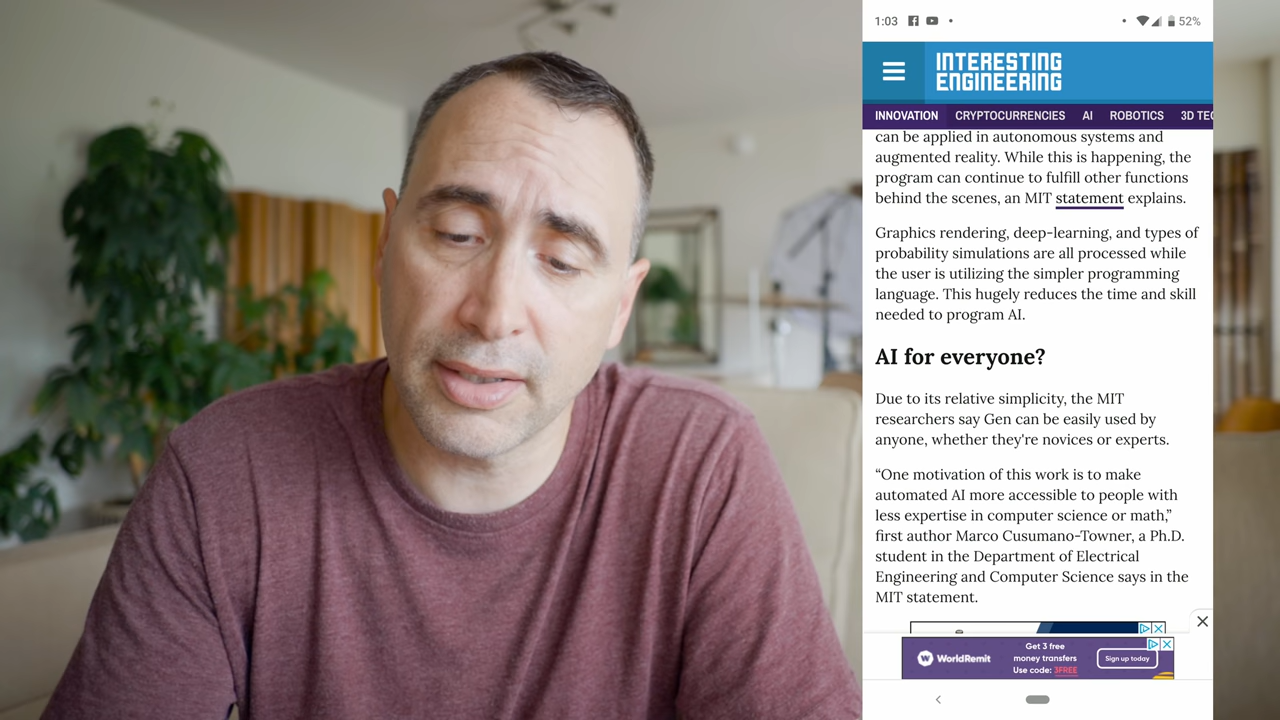 1:03
52%
INTERESTING
ENGINEERING
INNOVATION CRYPTOCURRENCIES AI ROBOTICS 3D TEC
can be applied in autonomous systems and
augmented reality. While this is happening, the
program can continue to fulfill other functions
behind the scenes, an MIT statement explains.
Graphics rendering, deep-learning, and types of
probability simulations are all processed while
the user is utilizing the simpler programming
language. This hugely reduces the time and skill
needed to program AI.
AI for everyone?
Due to its relative simplicity, the MIT
researchers say Gen can be easily used by
anyone, whether they're novices or experts.
“One motivation of this work is to make
automated AI more accessible to people with
less expertise in computer science or math,”
first author Marco Cusumano-Towner, a Ph.D.
student in the Department of Electrical
Engineering and Computer Science says in the
MIT statement.
WorldRemit
Get 3 free
money transfers
Use code: 3FREE
Sign up today